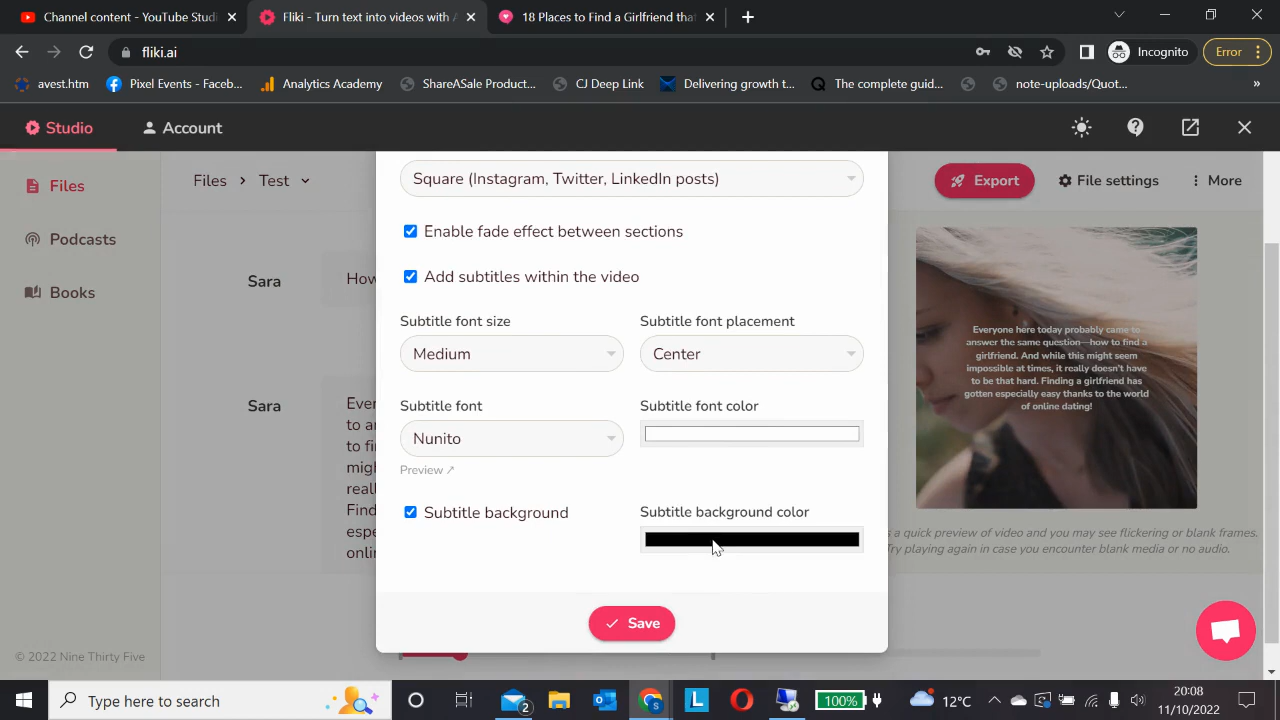 Channel content - YouTube Studi
Fliki - Turn text into videos with A
18 Places to Find a Girlfriend that
fliki.ai
Incognito
Error
avest.htm
Pixel Events - Faceb...
Analytics Academy
ShareASale Product...
CJ Deep Link
Delivering growth t...
The complete guid...
note-uploads/Quot...
»
Studio
Account
Files
Files
Test
Export
File settings
More
Podcasts
Books
Sara
How
Sara
Ever
to an
to fin
migh
reall
Find
espe
onlin
Square (Instagram, Twitter, LinkedIn posts)
Enable fade effect between sections
Add subtitles within the video
Subtitle font size
Subtitle font placement
Medium
Center
Subtitle font
Subtitle font color
Nunito
Preview ↗
Subtitle background
Subtitle background color
Save
Everyone here today probably came to
answer the same question—how to find a
girlfriend. And while this might seem
impossible at times, it really doesn't have
to be that hard. Finding a girlfriend has
gotten especially easy thanks to the world
of online dating!
s a quick preview of video and you may see flickering or blank frames.
Try playing again in case you encounter blank media or no audio.
© 2022 Nine Thirty Five
Type here to search
2
L
100%
12°C
20:08
11/10/2022